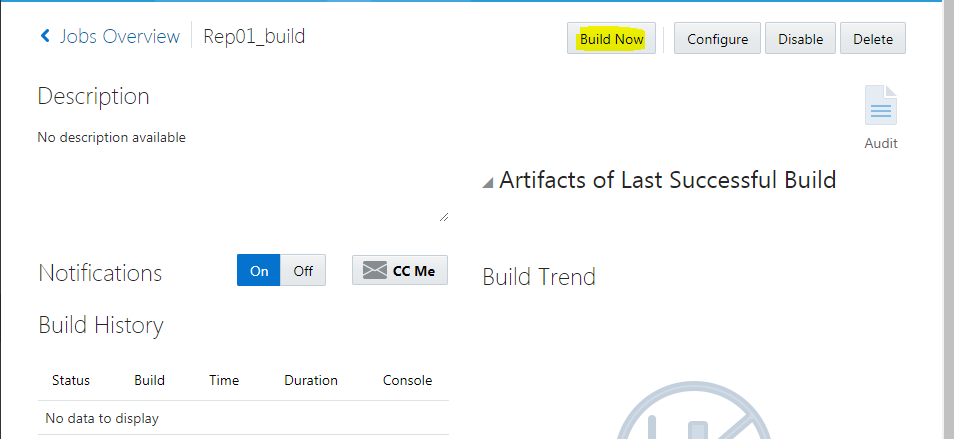 Jobs Overview Rep01_build
Build Now Configure Disable Delete
Description
No description available
Audit
Artifacts of Last Successful Build
Notifications On Off CC Me
Build Trend
Build History
Status Build Time Duration Console
No data to display